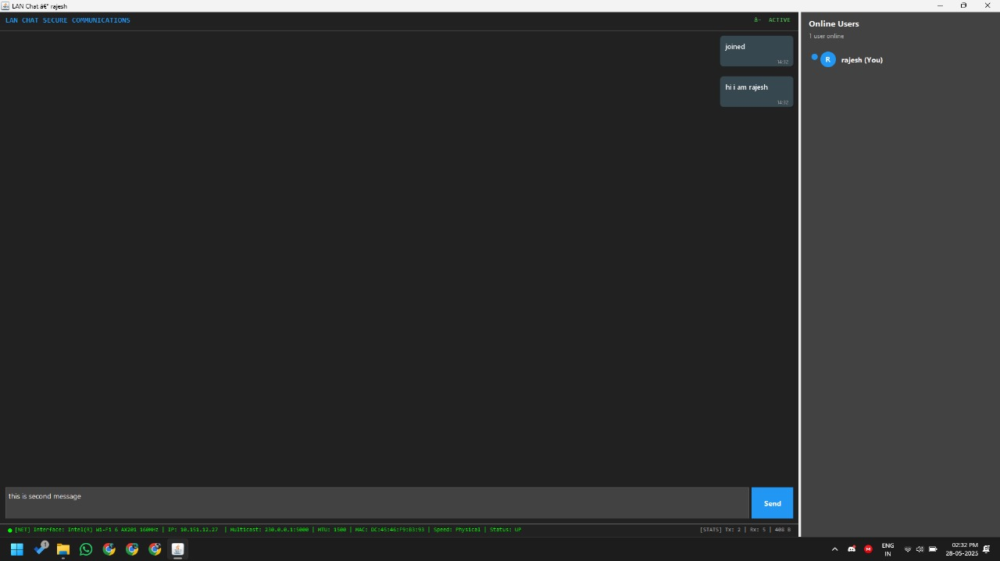 LAN Chat â€” rajesh
LAN CHAT SECURE COMMUNICATIONS
ACTIVE
joined
14:32
hi i am rajesh
14:32
Online Users
1 user online
R rajesh (You)
this is second message
Send
[NET] Interface: Intel(R) Wi-Fi 6 AX201 160MHz | IP: 10.151.12.27 | Multicast: 230.0.0.1:5000 | MTU: 1500 | MAC: DC:45:46:F9:B3:93 | Speed: Physical | Status: UP
[STATS] Tx: 2 | Rx: 5 | 408 B
1
M
ENG
IN
02:32 PM
28-05-2025